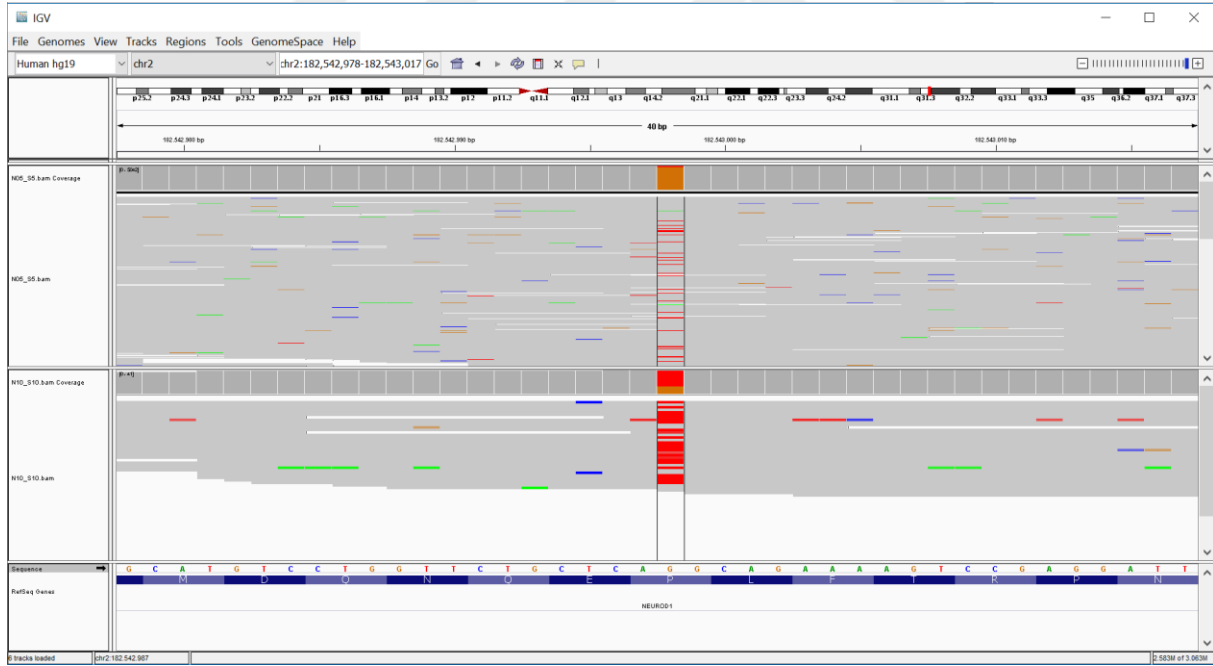 IGV
File Genomes View Tracks Regions Tools GenomeSpace Help
Human hg19 chr2 chr2:182,542,978-182,543,017 Go
p25.2 p24.3 p24.1 p23.2 p22.2 p21 p16.3 p16.1 p14 p13.2 p12 p11.2 q11.1 q12.1 q13 q14.2 q21.1 q22.1 q22.3 q23.3 q24.2 q31.1 q31.3 q32.2 q33.1 q33.3 q35 q36.2 q37.1 q37.3
40 bp
182.542.980 bp 182.542.990 bp 182.543.000 bp 182.543.010 bp
N05_S5.bam Coverage
N05_S5.bam
N10_S10.bam Coverage
N10_S10.bam
Sequence G C A T G T C C T G G T T C T G C T C A G G C A G A A A A G T C C G A G G A T T
M D Q N Q E P L F T R P N
RefSeq Genes
NEUROD1
6 tracks loaded chr2:182.542.987 2.583M of 3.063M